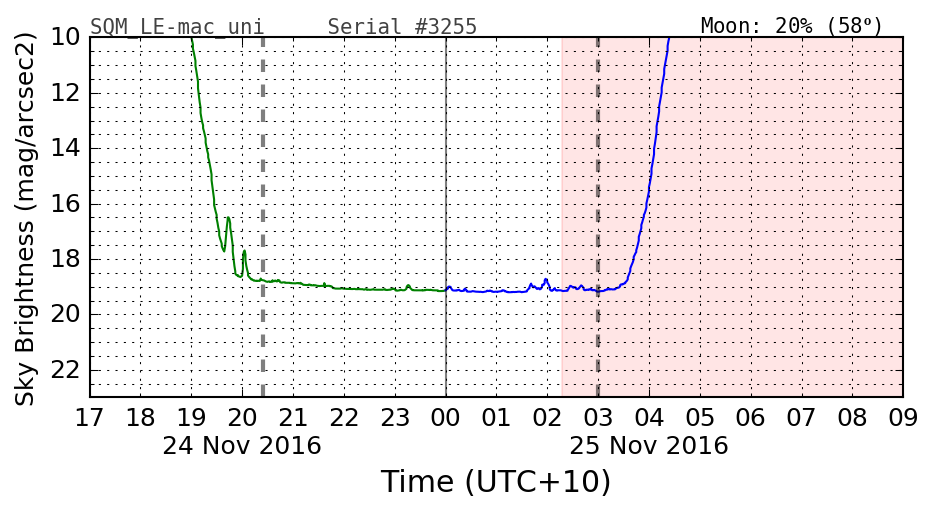 SQM_LE-mac_uni Serial #3255 Moon: 20% (58°)
Sky Brightness (mag/arcsec2)
10
12
14
16
18
20
22
17 18 19 20 21 22 23 00 01 02 03 04 05 06 07 08 09
24 Nov 2016 25 Nov 2016
Time (UTC+10)